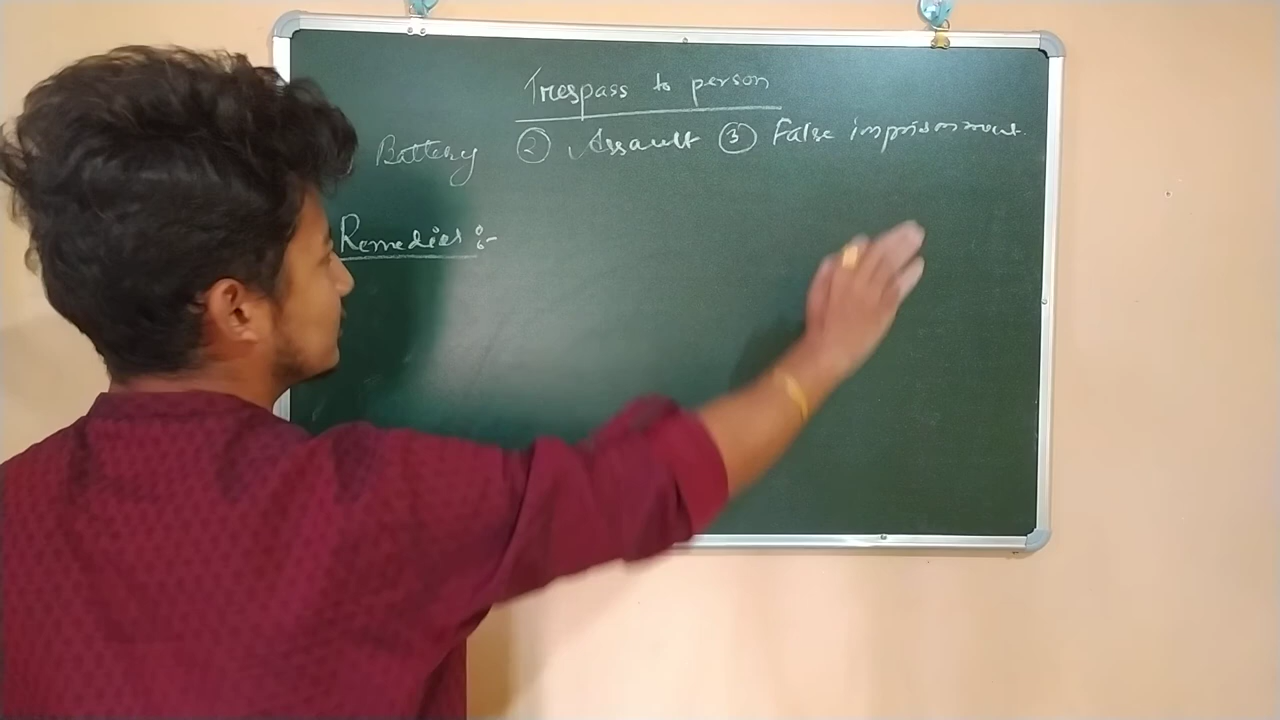 Trespass to person
Battery ② Assault ③ False imprisonment.
Remedies :-